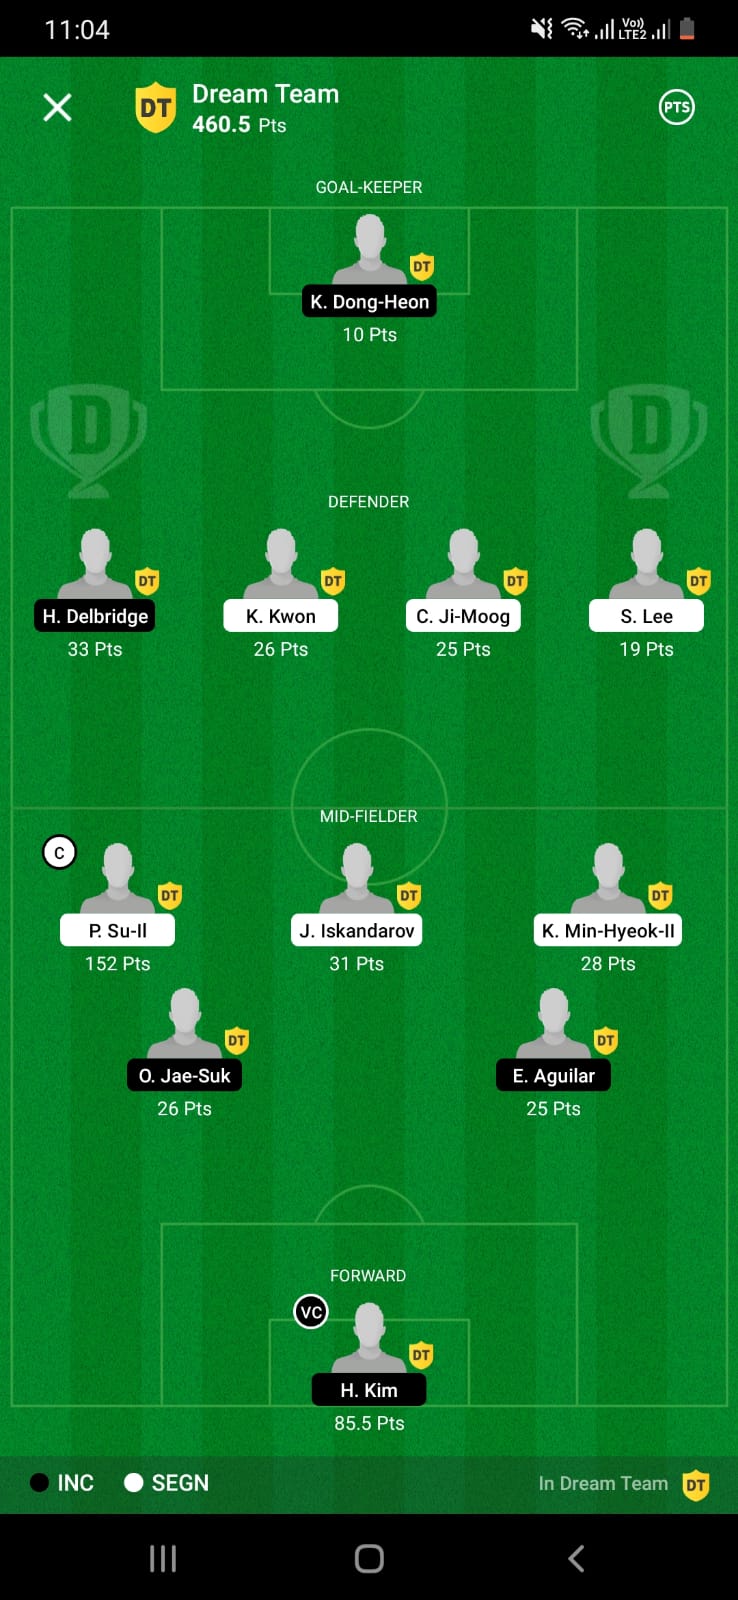 11:04
Vo))
LTE2
DT
Dream Team
460.5 Pts
PTS
GOAL-KEEPER
DT
K. Dong-Heon
10 Pts
D
D
DEFENDER
DT
DT
DT
DT
H. Delbridge
K. Kwon
C. Ji-Moog
S. Lee
33 Pts
26 Pts
25 Pts
19 Pts
MID-FIELDER
C
DT
DT
DT
P. Su-Il
J. Iskandarov
K. Min-Hyeok-II
152 Pts
31 Pts
28 Pts
DT
DT
O. Jae-Suk
E. Aguilar
26 Pts
25 Pts
FORWARD
VC
DT
H. Kim
85.5 Pts
INC
SEGN
In Dream Team
DT